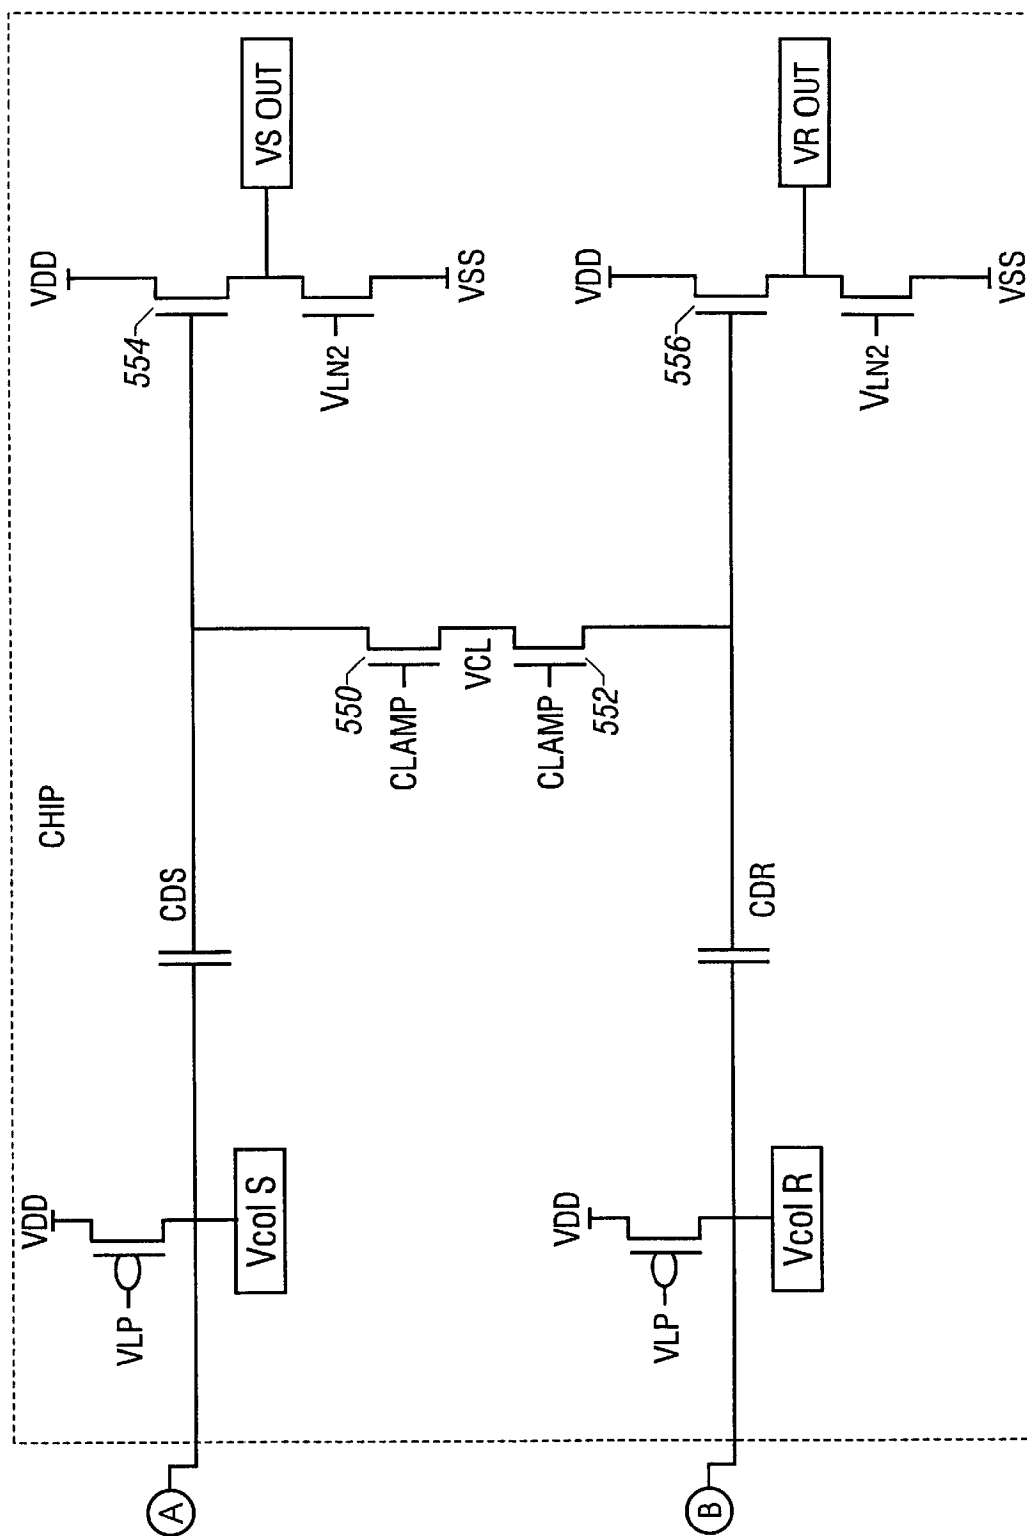 CHIP
VDD
VLP
Vcol S
A
CDS
VDD
554
VLN2
VSS
VS OUT
550
CLAMP
VCL
CLAMP
552
VDD
VLP
Vcol R
B
CDR
VDD
556
VLN2
VSS
VR OUT